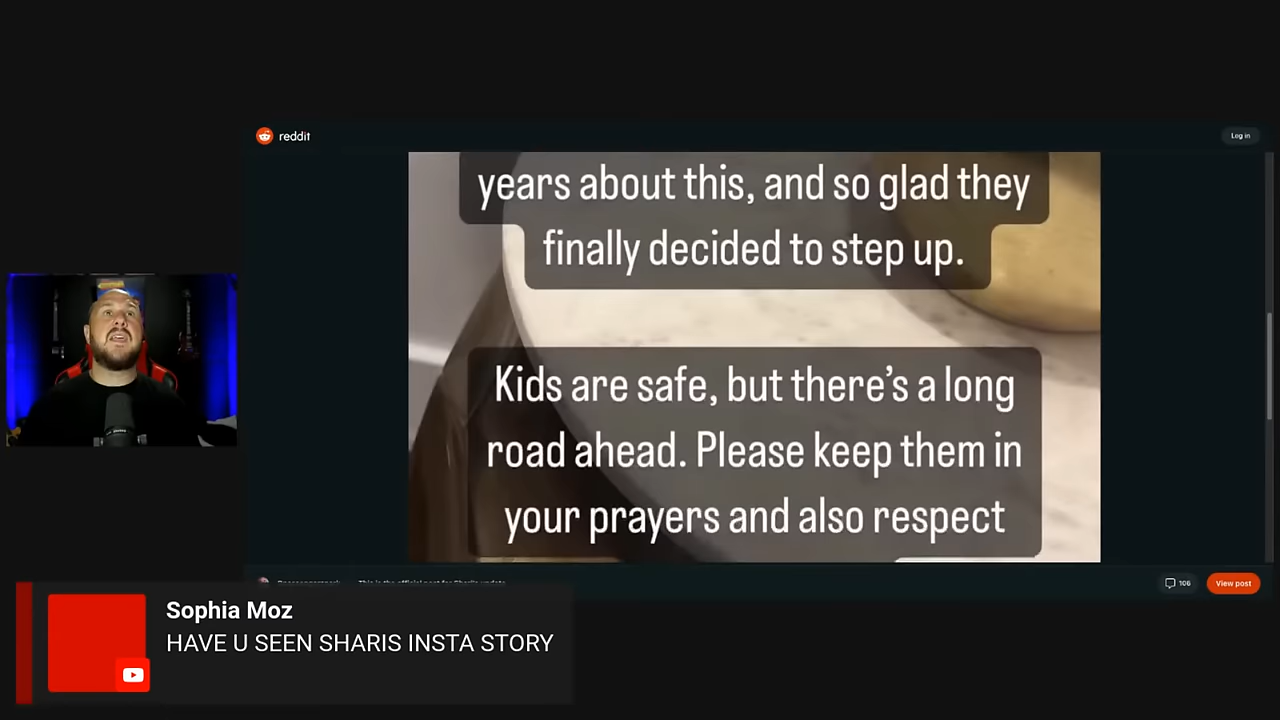 reddit
Log in
years about this, and so glad they
finally decided to step up.
Kids are safe, but there's a long
road ahead. Please keep them in
your prayers and also respect
106
View post
Sophia Moz
HAVE U SEEN SHARIS INSTA STORY